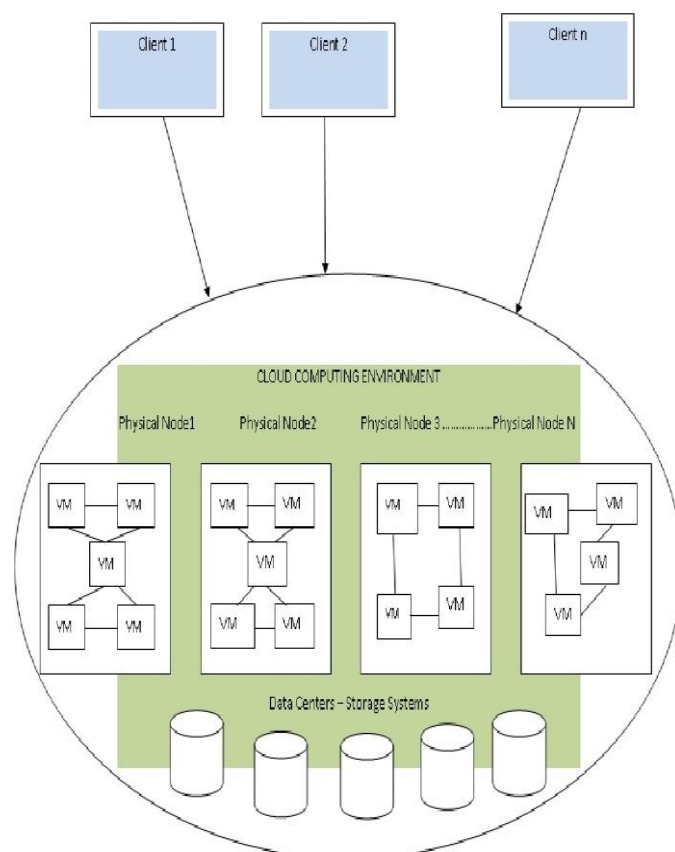 Client 1
Client 2
Client n
CLOUD COMPUTING ENVIRONMENT
Physical Node1 Physical Node2 Physical Node 3 .................Physical Node N
VM VM VM VM VM
VM VM VM VM VM
VM VM VM VM
VM VM VM VM
Data Centers – Storage Systems